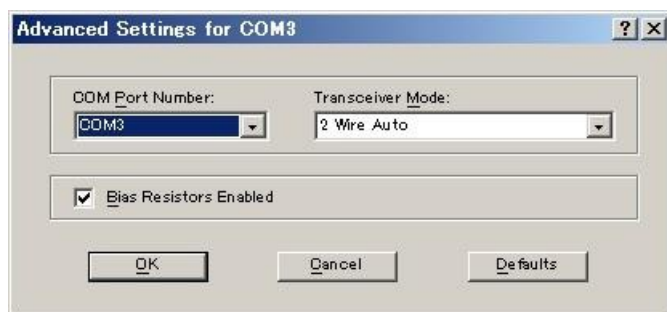 Advanced Settings for COM3
COM Port Number:
Transceiver Mode:
COM3
2 Wire Auto
Bias Resistors Enabled
OK
Cancel
Defaults